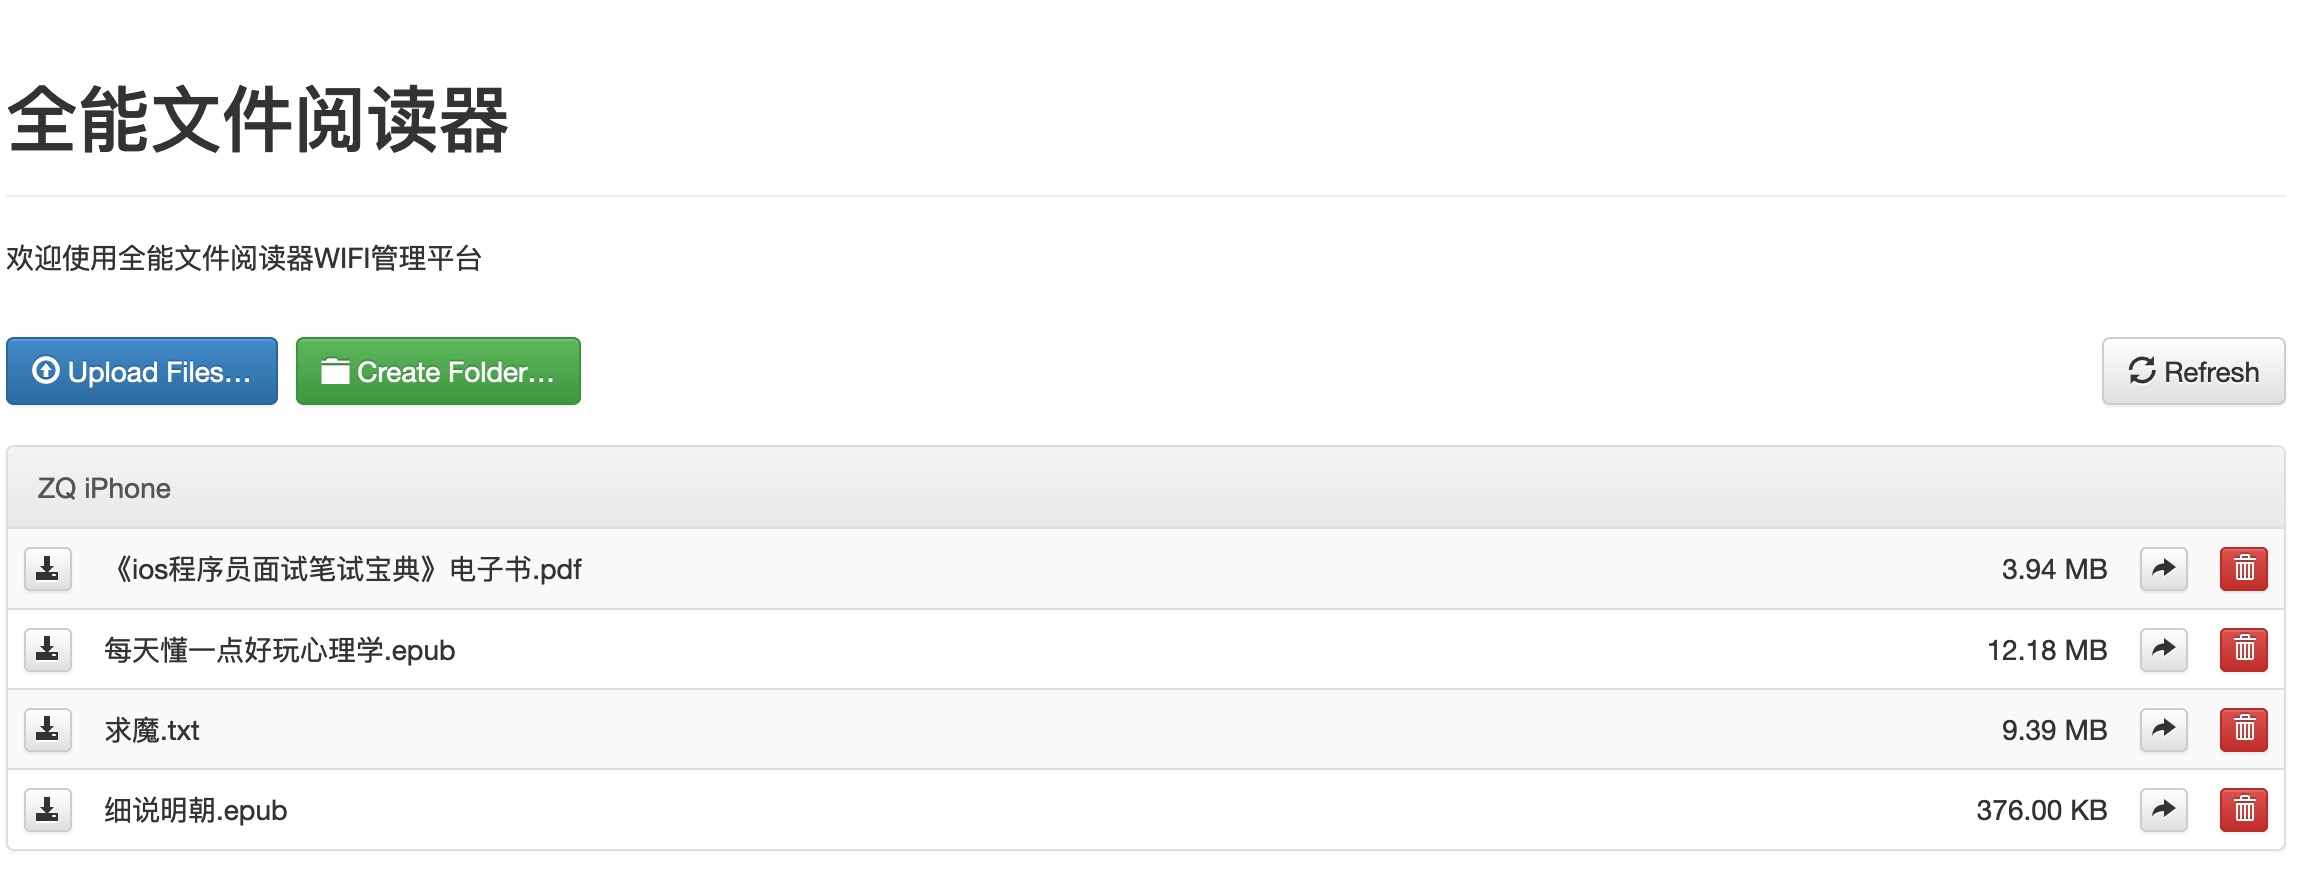 全能文件阅读器
欢迎使用全能文件阅读器WIFI管理平台
Upload Files... Create Folder... Refresh
ZQ iPhone
《ios程序员面试笔试宝典》电子书.pdf 3.94 MB
每天懂一点好玩心理学.epub 12.18 MB
求魔.txt 9.39 MB
细说明朝.epub 376.00 KB